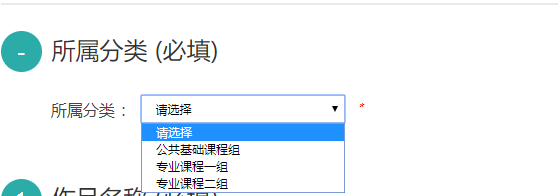 - 所属分类 (必填)
所属分类： 请选择 ▼ *
请选择
公共基础课程组
专业课程一组
专业课程二组